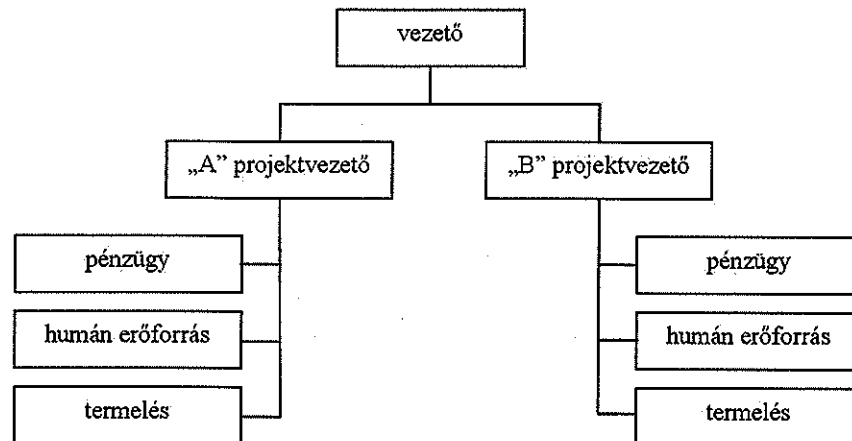 vezető
„A” projektvezető
„B” projektvezető
pénzügy
humán erőforrás
termelés
pénzügy
humán erőforrás
termelés